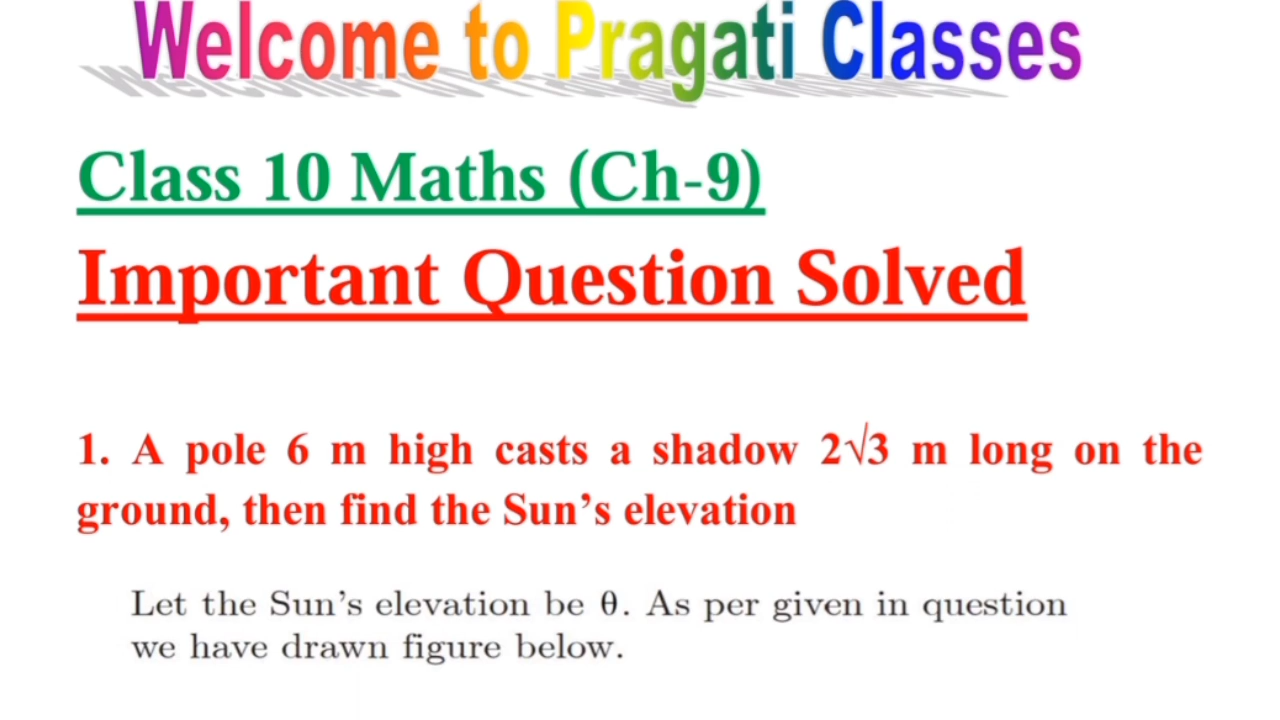 Welcome to Pragati Classes
Class 10 Maths (Ch-9)
Important Question Solved
1. A pole 6 m high casts a shadow 2√3 m long on the
ground, then find the Sun’s elevation
Let the Sun’s elevation be θ. As per given in question
we have drawn figure below.